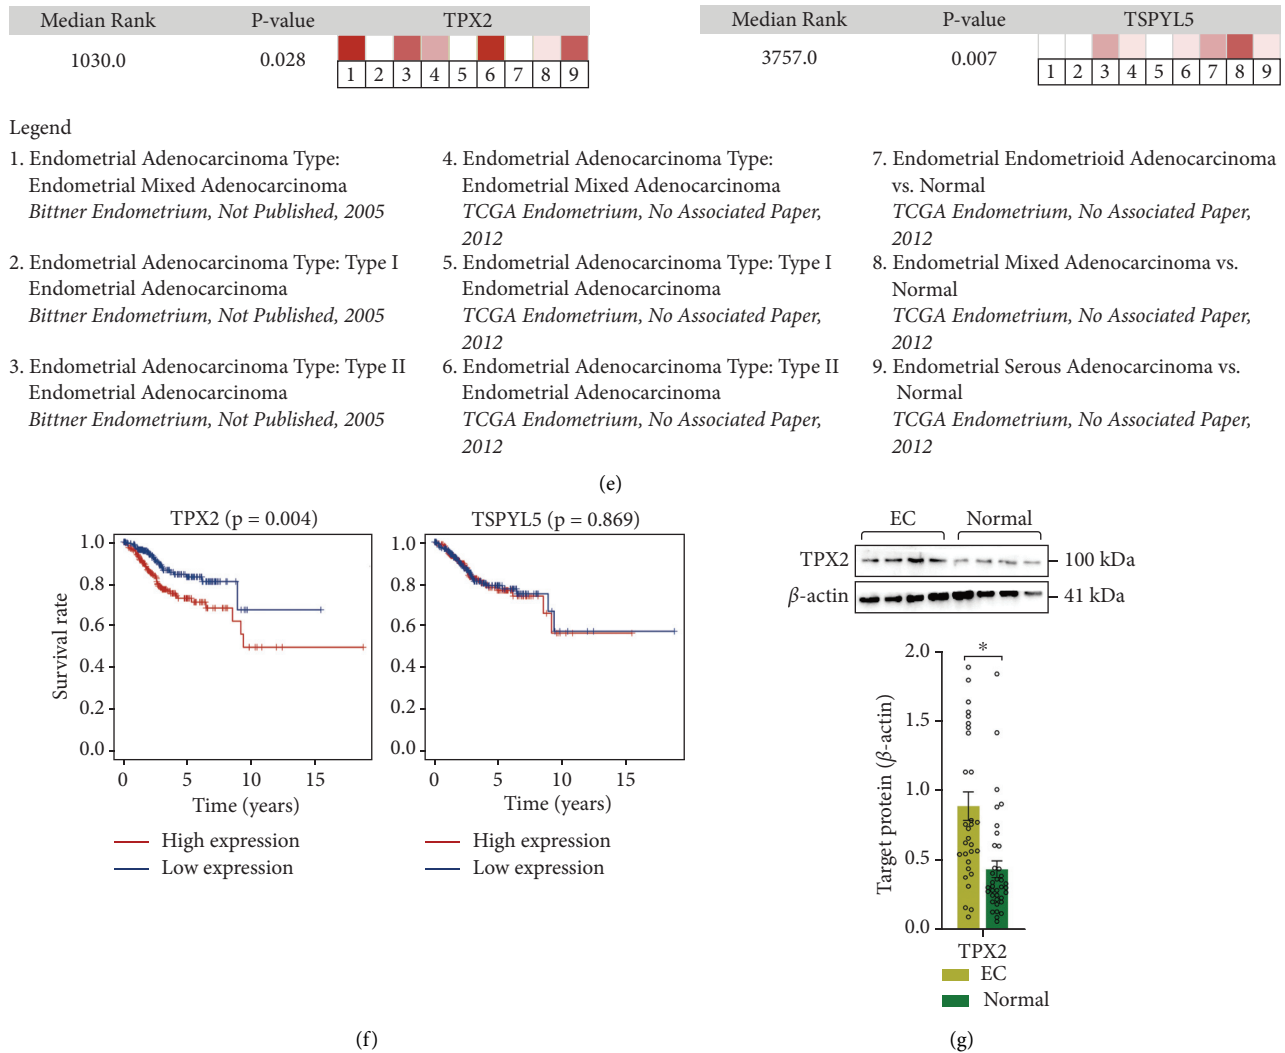 Median Rank P-value TPX2
1030.0 0.028
1 2 3 4 5 6 7 8 9
Median Rank P-value TSPYL5
3757.0 0.007
1 2 3 4 5 6 7 8 9
Legend
1. Endometrial Adenocarcinoma Type:
Endometrial Mixed Adenocarcinoma
Bittner Endometrium, Not Published, 2005
2. Endometrial Adenocarcinoma Type: Type I
Endometrial Adenocarcinoma
Bittner Endometrium, Not Published, 2005
3. Endometrial Adenocarcinoma Type: Type II
Endometrial Adenocarcinoma
Bittner Endometrium, Not Published, 2005
4. Endometrial Adenocarcinoma Type:
Endometrial Mixed Adenocarcinoma
TCGA Endometrium, No Associated Paper,
2012
5. Endometrial Adenocarcinoma Type: Type I
Endometrial Adenocarcinoma
TCGA Endometrium, No Associated Paper,
2012
6. Endometrial Adenocarcinoma Type: Type II
Endometrial Adenocarcinoma
TCGA Endometrium, No Associated Paper,
2012
7. Endometrial Endometrioid Adenocarcinoma
vs. Normal
TCGA Endometrium, No Associated Paper,
2012
8. Endometrial Mixed Adenocarcinoma vs.
Normal
TCGA Endometrium, No Associated Paper,
2012
9. Endometrial Serous Adenocarcinoma vs.
Normal
TCGA Endometrium, No Associated Paper,
2012
(e)
TPX2 (p = 0.004)
Survival rate
1.0
0.8
0.6
0.4
0.2
0.0
0 5 10 15
Time (years)
High expression
Low expression
TSPYL5 (p = 0.869)
1.0
0.8
0.6
0.4
0.2
0.0
0 5 10 15
Time (years)
High expression
Low expression
(f)
EC Normal
TPX2 100 kDa
β-actin 41 kDa
Target protein (β-actin)
2.0
1.5
1.0
0.5
0.0
*
TPX2
EC
Normal
(g)